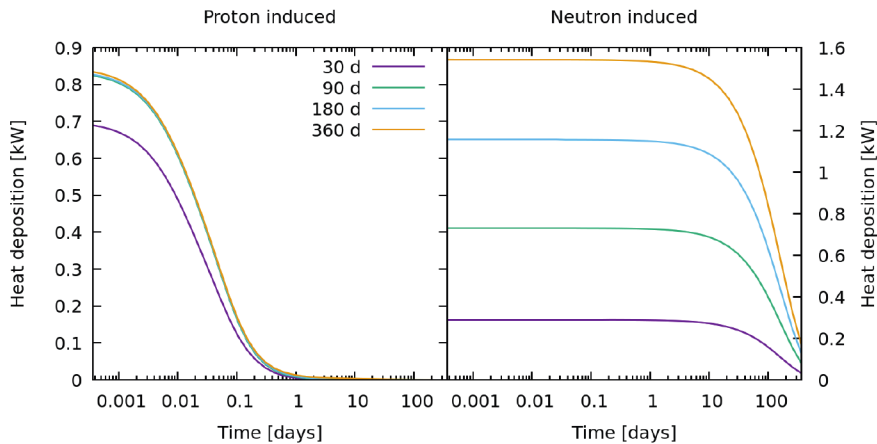 Proton induced
Neutron induced
0.9
0.8
0.7
0.6
0.5
0.4
0.3
0.2
0.1
0
Heat deposition [kW]
30 d
90 d
180 d
360 d
1.6
1.4
1.2
1
0.8
0.6
0.4
0.2
0
Heat deposition [kW]
0.001 0.01 0.1 1 10 100
0.001 0.01 0.1 1 10 100
Time [days]
Time [days]